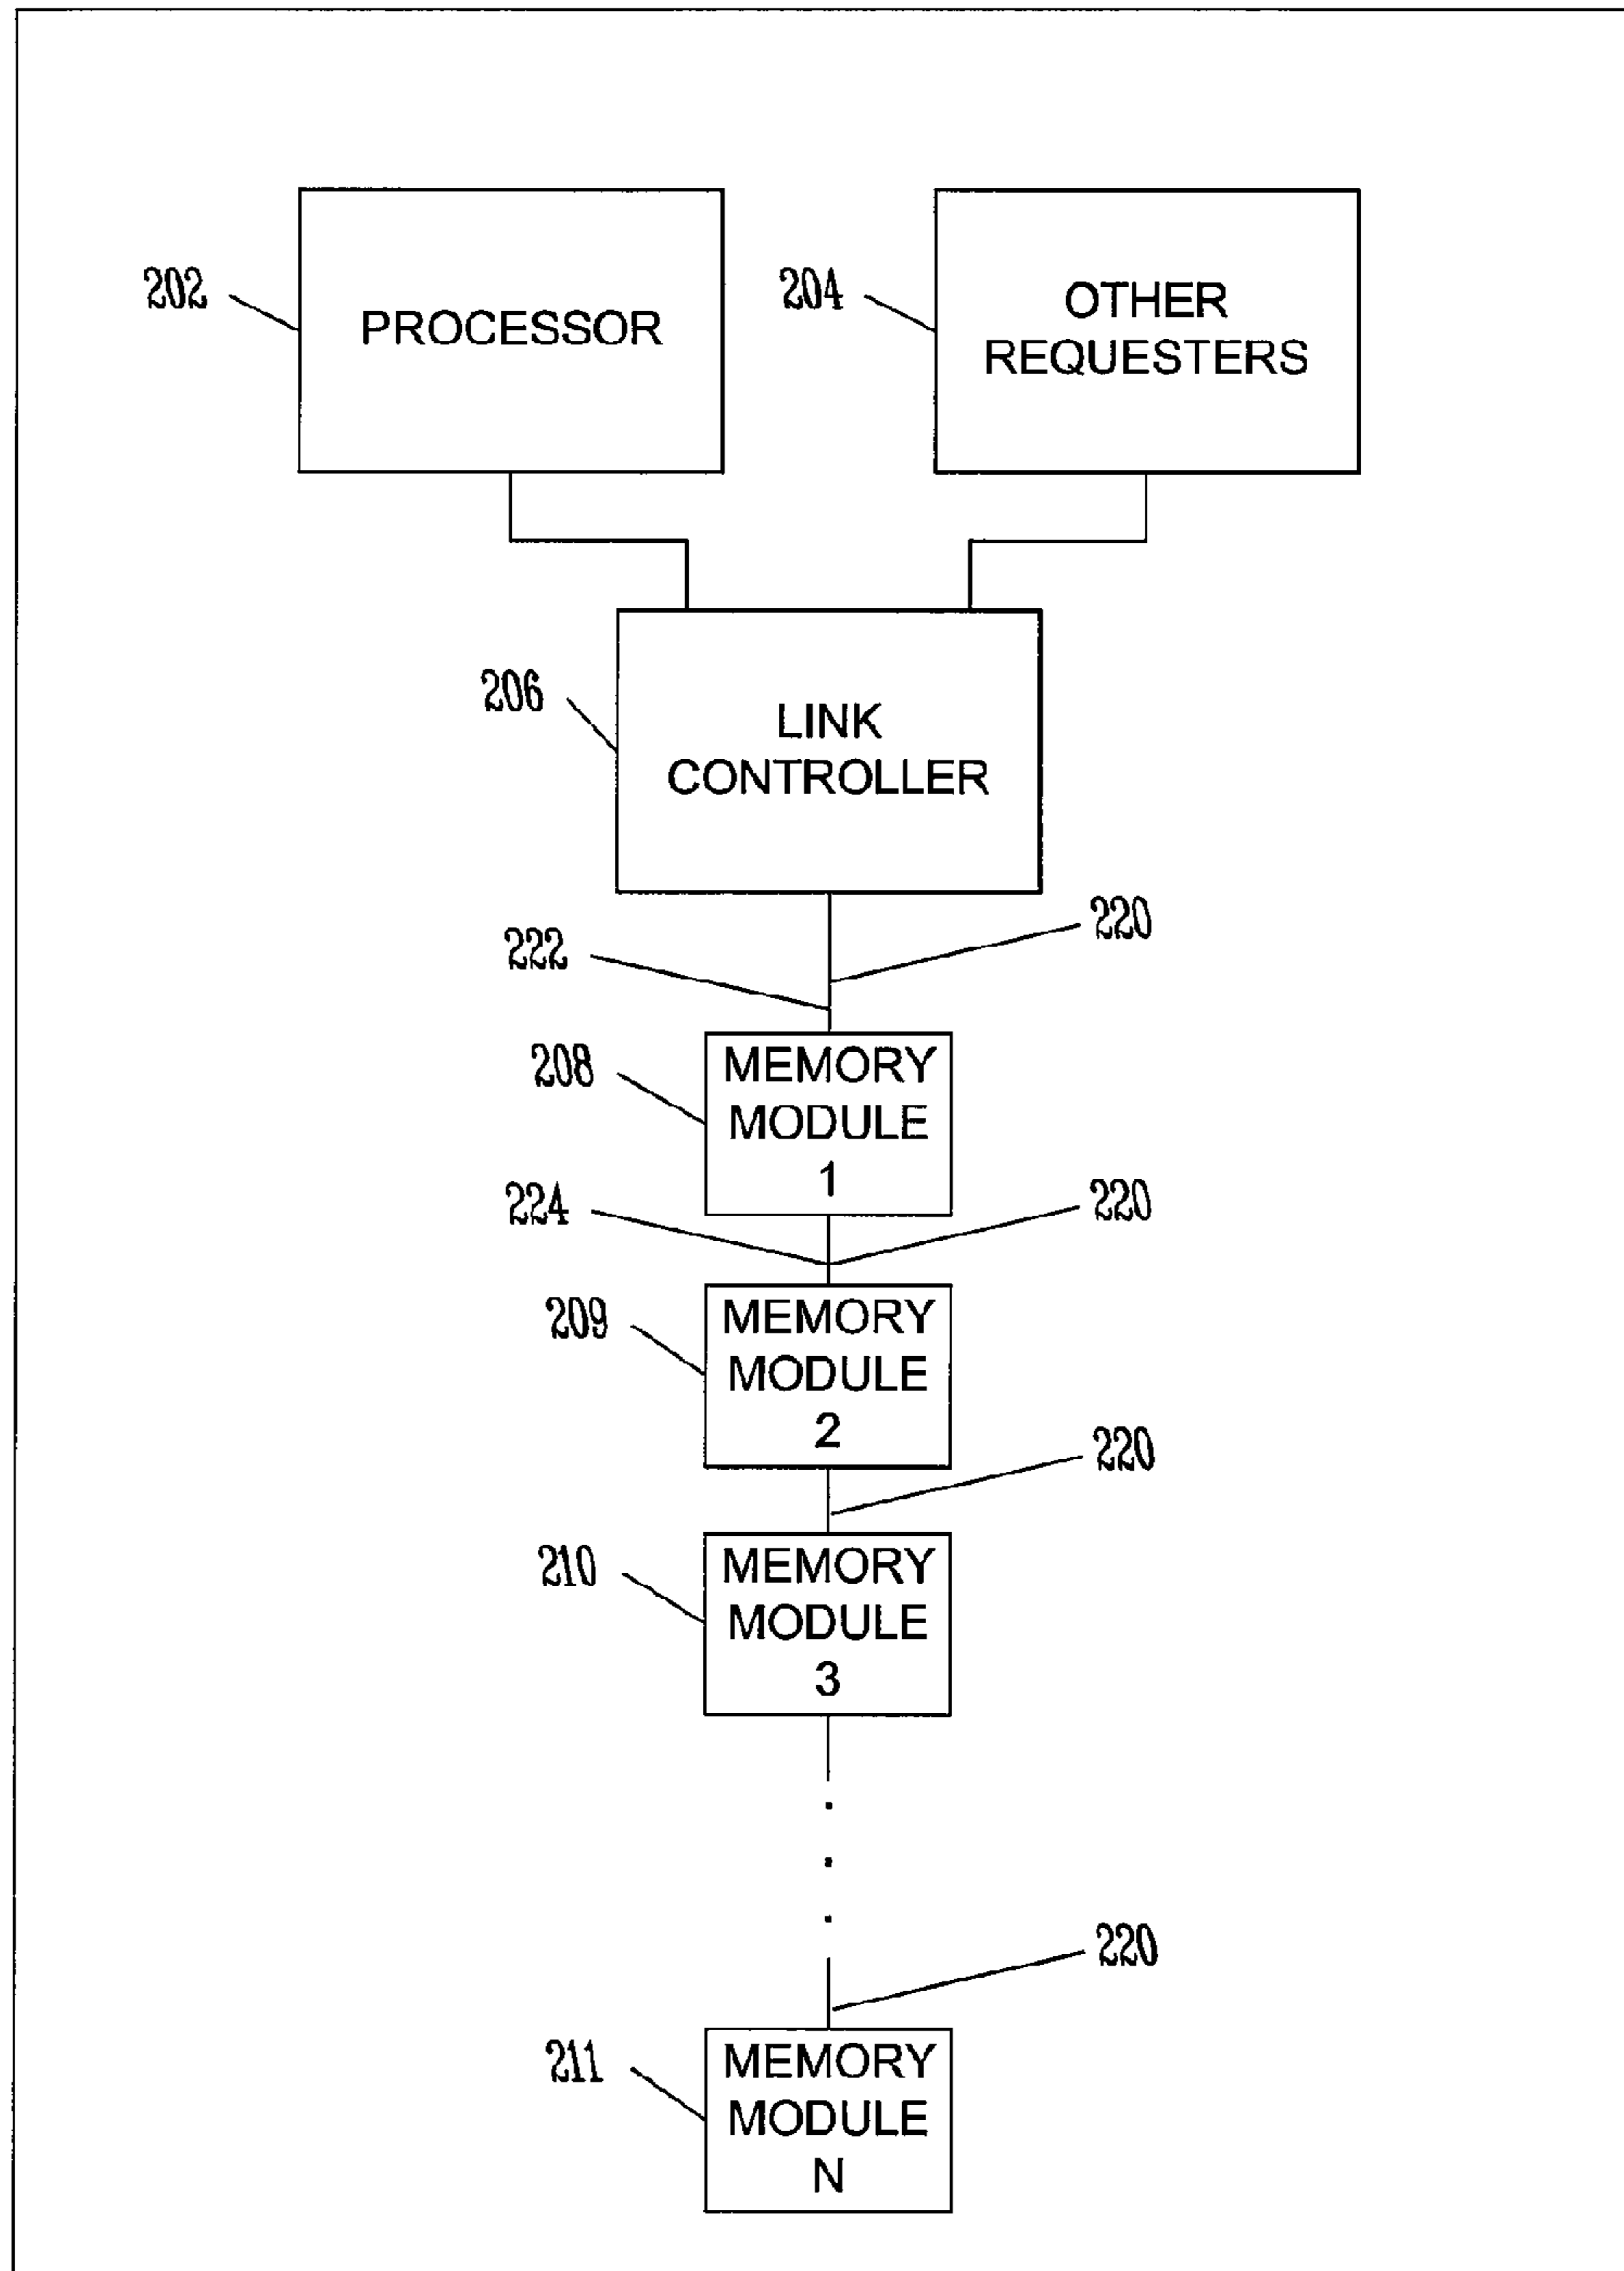 202
PROCESSOR
204
OTHER
REQUESTERS
206
LINK
CONTROLLER
222
220
208
MEMORY
MODULE
1
224
220
209
MEMORY
MODULE
2
220
210
MEMORY
MODULE
3
220
211
MEMORY
MODULE
N